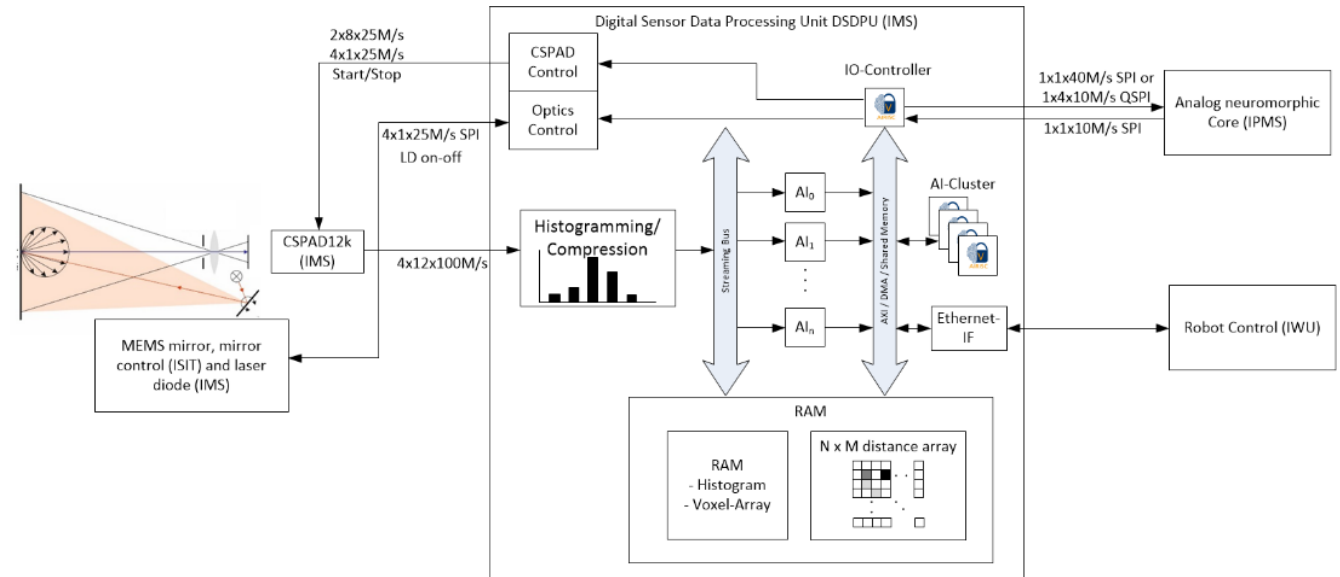 Digital Sensor Data Processing Unit DSDPU (IMS)
2x8x25M/s
4x1x25M/s
Start/Stop
CSPAD
Control
Optics
Control
IO-Controller
1x1x40M/s SPI or
1x4x10M/s QSPI
1x1x10M/s SPI
Analog neuromorphic
Core (IPMS)
4x1x25M/s SPI
LD on-off
CSPAD12k
(IMS)
4x12x100M/s
Histogramming/
Compression
Streaming Bus
AI0
AI1
AIn
AXI / DMA / Shared Memory
AI-Cluster
V
Ethernet-
IF
Robot Control (IWU)
MEMS mirror, mirror
control (ISIT) and laser
diode (IMS)
RAM
RAM
- Histogram
- Voxel-Array
N x M distance array